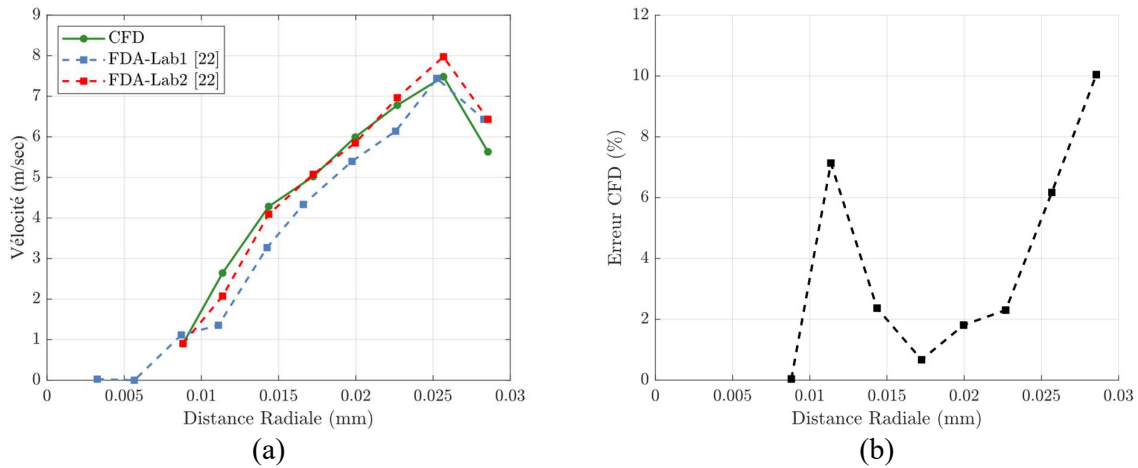 9
8
7
6
5
4
3
2
1
0
Vélocité (m/sec)
CFD
FDA-Lab1 [22]
FDA-Lab2 [22]
0 0.005 0.01 0.015 0.02 0.025 0.03
Distance Radiale (mm)
(a)
12
10
8
6
4
2
0
Erreur CFD (%)
0 0.005 0.01 0.015 0.02 0.025 0.03
Distance Radiale (mm)
(b)